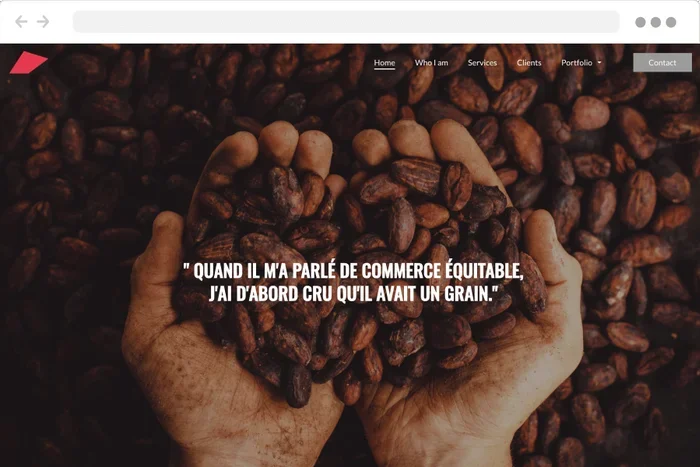 Home Who I am Services Clients Portfolio Contact
" QUAND IL M'A PARLÉ DE COMMERCE ÉQUITABLE,
J'AI D'ABORD CRU QU'IL AVAIT UN GRAIN."